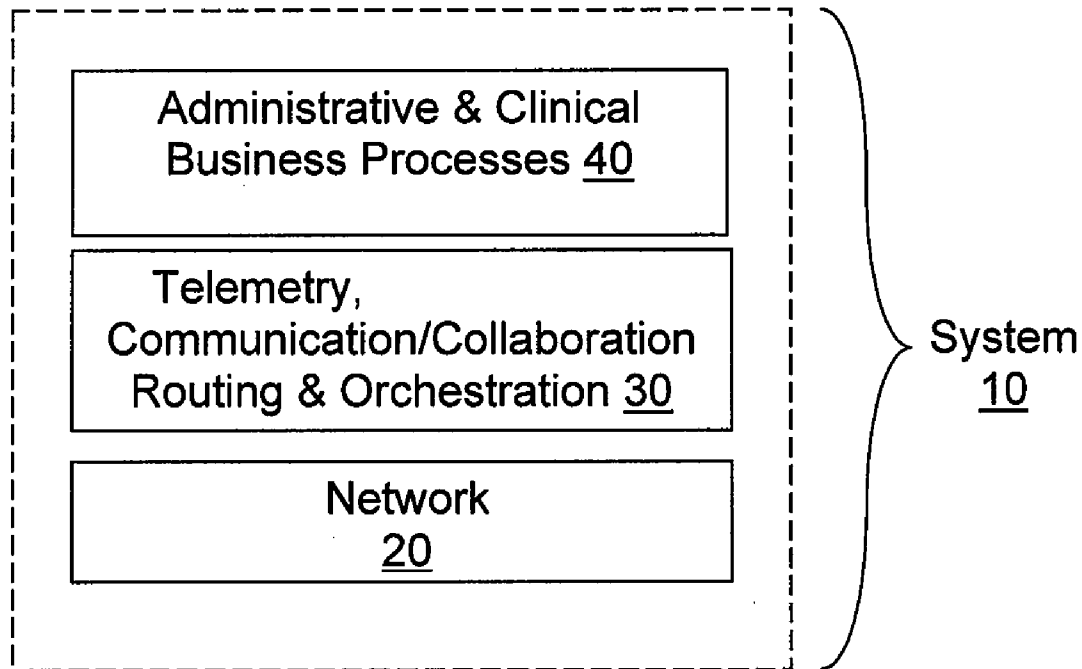 Administrative & Clinical
Business Processes 40
Telemetry,
Communication/Collaboration
Routing & Orchestration 30
Network
20
System
10